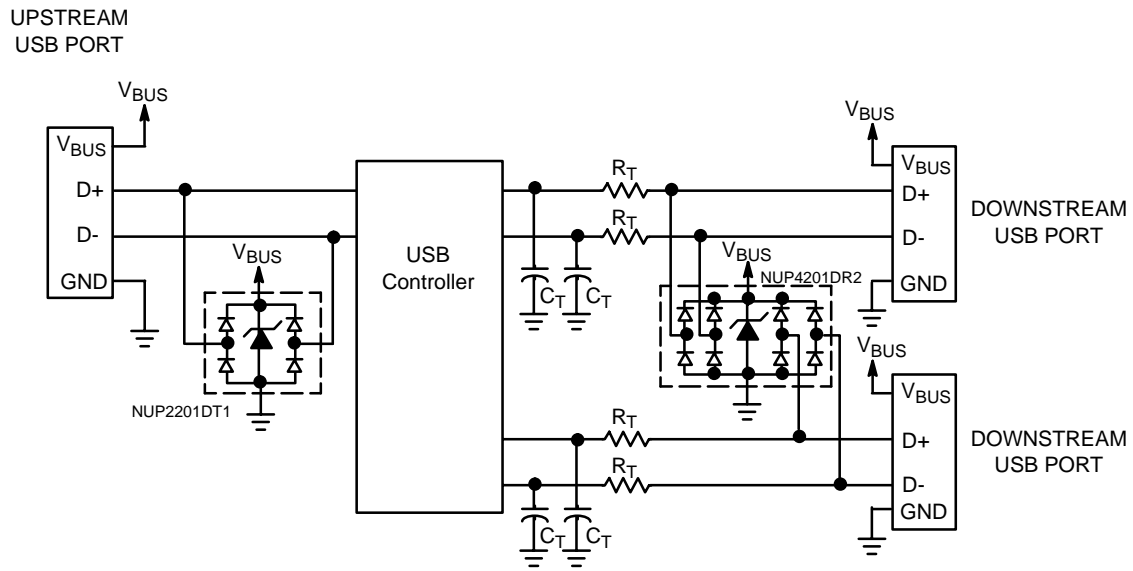 UPSTREAM
USB PORT
VBUS
VBUS
VBUS
VBUS
D+
D+
RT
D-
D-
RT
DOWNSTREAM
USB PORT
USB
Controller
VBUS
VBUS
GND
GND
NUP4201DR2
CT
CT
VBUS
VBUS
NUP2201DT1
RT
D+
DOWNSTREAM
USB PORT
RT
D-
GND
CT
CT